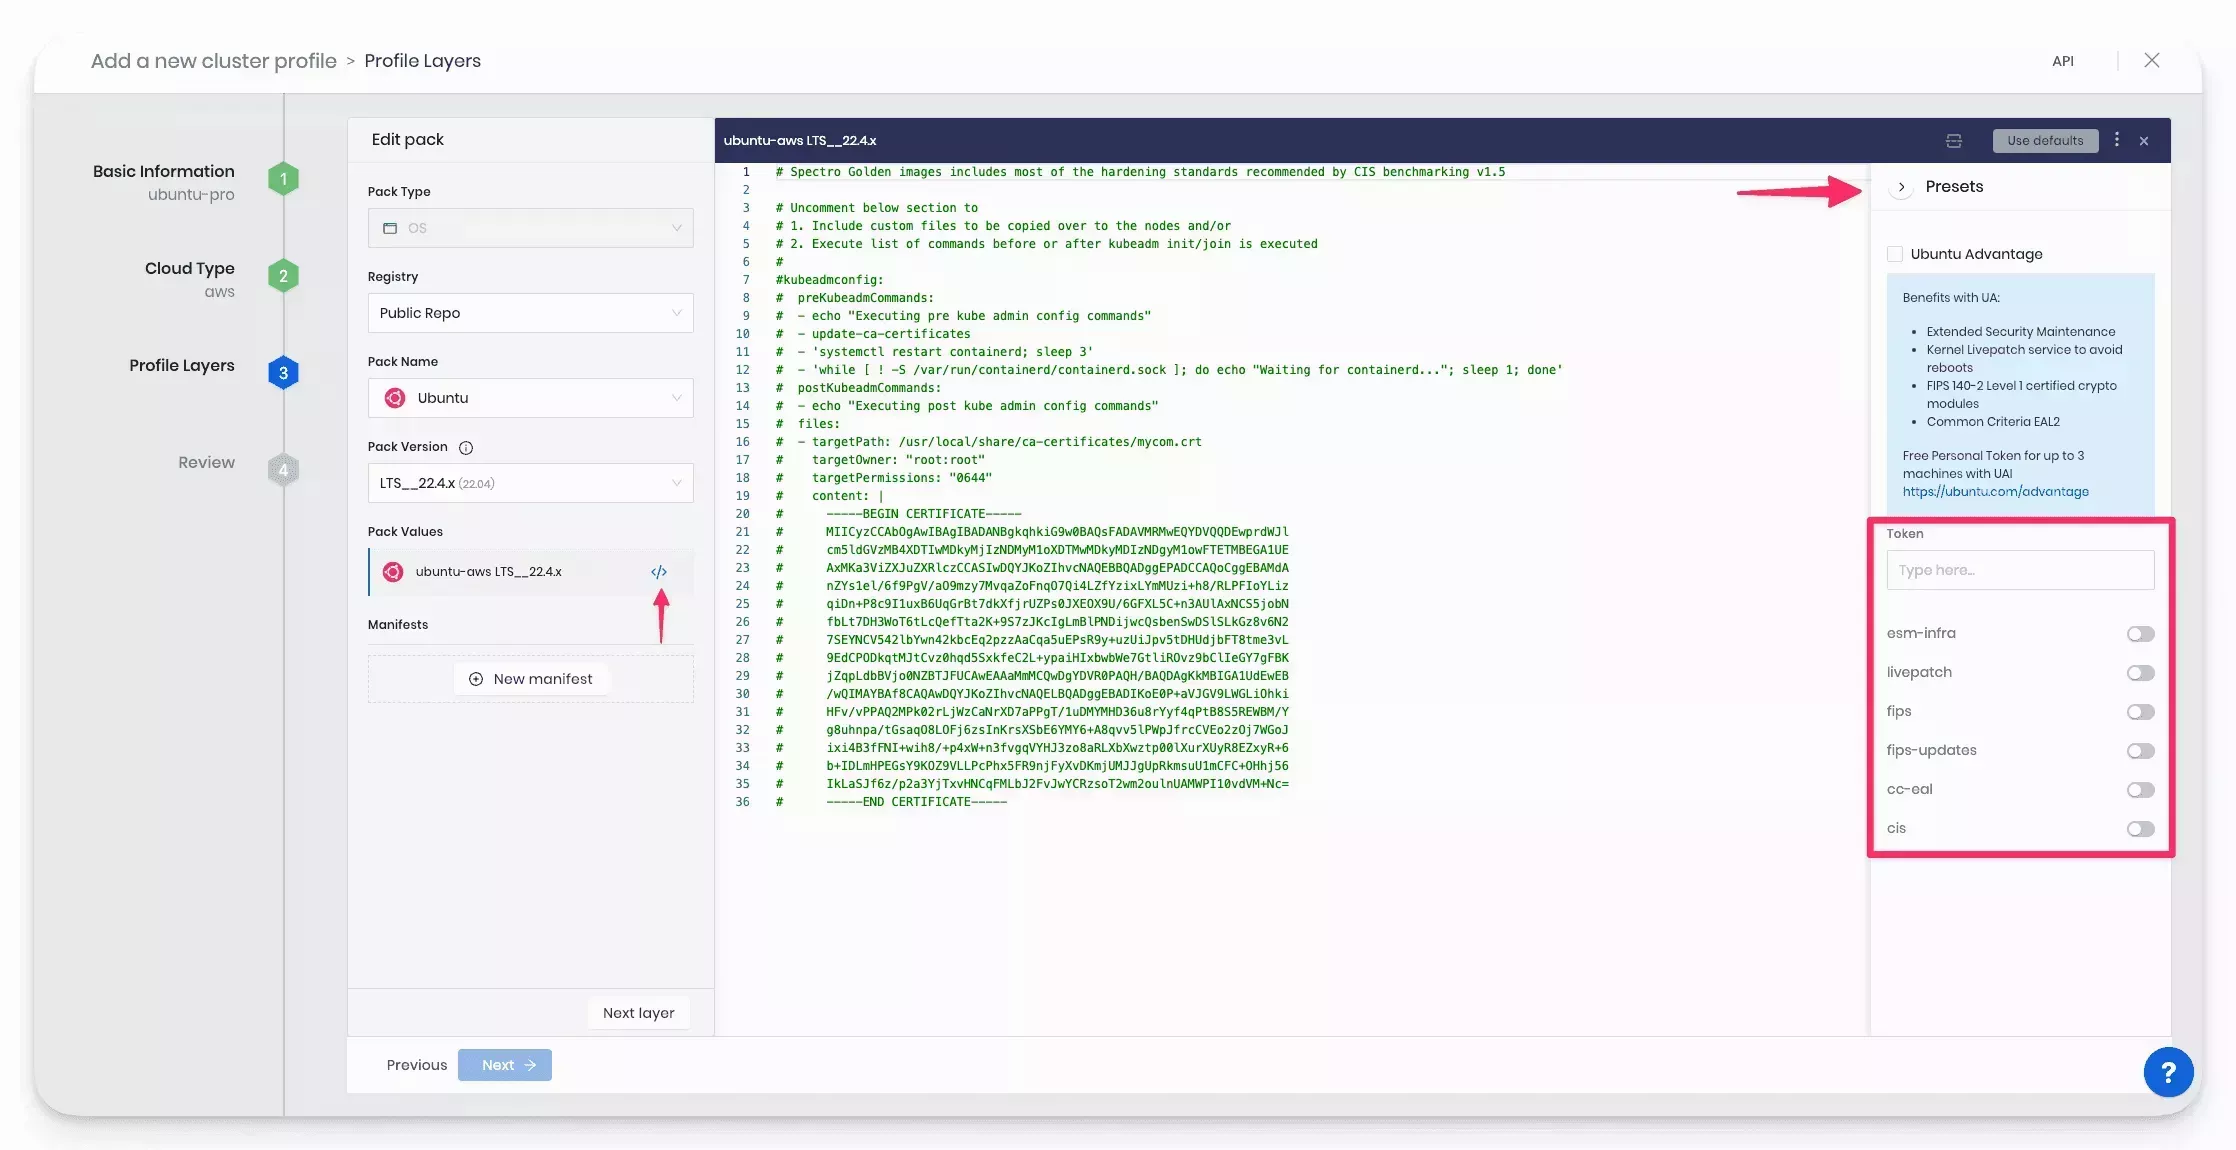 Add a new cluster profile > Profile Layers
API
Basic Information
ubuntu-pro
1
Cloud Type
aws
2
Profile Layers
3
Review
4
Edit pack
Pack Type
OS
Registry
Public Repo
Pack Name
Ubuntu
Pack Version
LTS__22.4.x (22.04)
Pack Values
ubuntu-aws LTS__22.4.x
</>
Manifests
New manifest
Next layer
Previous
Next
ubuntu-aws LTS__22.4.x
Use defaults
1 # Spectro Golden images includes most of the hardening standards recommended by CIS benchmarking v1.5
2
3 # Uncomment below section to
4 # 1. Include custom files to be copied over to the nodes and/or
5 # 2. Execute list of commands before or after kubeadm init/join is executed
6 #
7 #kubeadmconfig:
8 #  preKubeadmCommands:
9 #  - echo "Executing pre kube admin config commands"
10 #  - update-ca-certificates
11 #  - 'systemctl restart containerd; sleep 3'
12 #  - 'while [ ! -S /var/run/containerd/containerd.sock ]; do echo "Waiting for containerd..."; sleep 1; done'
13 #  postKubeadmCommands:
14 #  - echo "Executing post kube admin config commands"
15 #  files:
16 #  - targetPath: /usr/local/share/ca-certificates/mycom.crt
17 #    targetOwner: "root:root"
18 #    targetPermissions: "0644"
19 #    content: |
20 #      -----BEGIN CERTIFICATE-----
21 #      MIICyzCCAbOgAwIBAgIBADANBgkqhkiG9w0BAQsFADAVMRMwEQYDVQQDEwprdWJl
22 #      cm5ldGVzMB4XDTIwMDkyMjIzNDMyM1oXDTMwMDkyMDIzNDgyM1owFTETMBEGA1UE
23 #      AxMKa3ViZXJuZXRlczCCASIwDQYJKoZIhvcNAQEBBQADggEPADCCAQoCggEBAMdA
24 #      nZYs1el/6f9PgV/aO9mzy7MvqaZoFnqO7Qi4LZfYzixLYmMUzi+h8/RLPFIoYLiz
25 #      qiDn+P8c9I1uxB6UqGrBt7dkXfjrUZPs0JXEOX9U/6GFXL5C+n3AUlAxNCS5jobN
26 #      fbLt7DH3WoT6tLcQefTta2K+9S7zJKcIgLmBlPNDijwcQsbenSwDSlSLkGz8v6N2
27 #      7SEYNCV542lbYwn42kbcEq2pzzAaCqa5uEPsR9y+uzUiJpv5tDHUdjbFT8tme3vL
28 #      9EdCPODkqtMJtCvz0hqd5SxkfeC2L+ypaiHIxbwbWe7GtliROvz9bClIeGY7gFBK
29 #      jZqpLdbBVjo0NZBTJFUCAwEAAaMmMCQwDgYDVR0PAQH/BAQDAgKkMBIGA1UdEwEB
30 #      /wQIMAYBAf8CAQAwDQYJKoZIhvcNAQELBQADggEBADIKoE0P+aVJGV9LWGLiOhki
31 #      HFv/vPPAQ2MPk02rLjWzCaNrXD7aPPgT/1uDMYMHD36u8rYyf4qPtB8S5REWBM/Y
32 #      g8uhnpa/tGsaqO8LOFj6zsInKrsXSbE6YMY6+A8qvv5lPWpJfrcCVEo2zOj7WGoJ
33 #      ixi4B3fFNI+wih8/+p4xW+n3fvgqVYHJ3zo8aRLXbXwztp00lXurXUyR8EZxyR+6
34 #      b+IDLmHPEGsY9KOZ9VLLPcPhx5FR9njFyXvDKmjUMJJgUpRkmsuU1mCFC+OHhj56
35 #      IkLaSJf6z/p2a3YjTxvHNCqFMLbJ2FvJwYCRzsoT2wm2oulnUAMWPI10vdVM+Nc=
36 #      -----END CERTIFICATE-----
Presets
Ubuntu Advantage
Benefits with UA:
• Extended Security Maintenance
• Kernel Livepatch service to avoid
reboots
• FIPS 140-2 Level 1 certified crypto
modules
• Common Criteria EAL2
Free Personal Token for up to 3
machines with UA!
https://ubuntu.com/advantage
Token
Type here...
esm-infra
livepatch
fips
fips-updates
cc-eal
cis
?